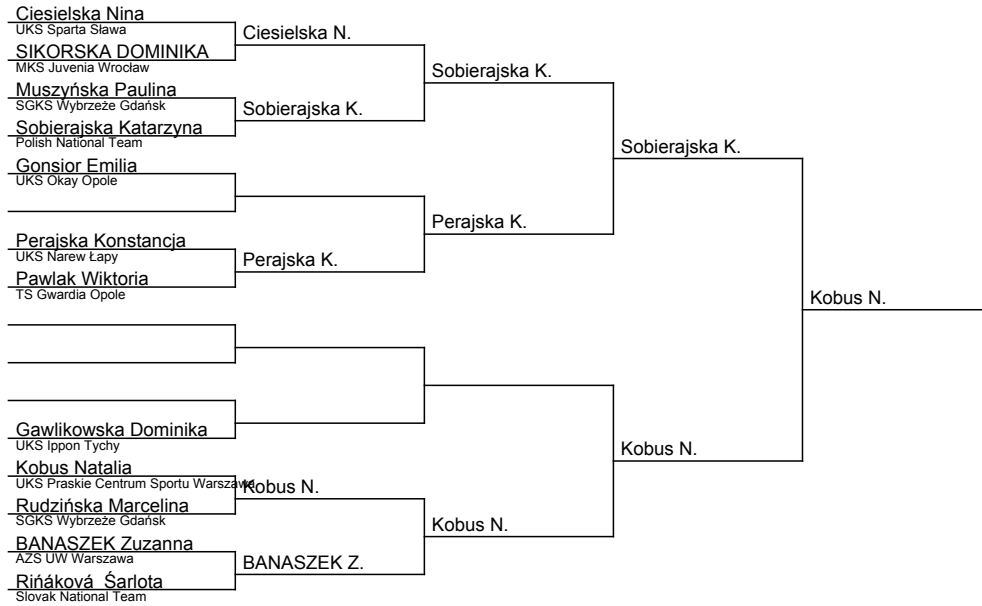 Ciesielska Nina
UKS Sparta Sława
Ciesielska N.
SIKORSKA DOMINIKA
MKS Juvenia Wrocław
Sobierajska K.
Muszyńska Paulina
SGKS Wybrzeże Gdańsk
Sobierajska K.
Sobierajska Katarzyna
Polish National Team
Sobierajska K.
Gonsior Emilia
UKS Okay Opole
Perajska K.
Perajska Konstancja
UKS Narew Łapy
Perajska K.
Pawlak Wiktoria
TS Gwardia Opole
Kobus N.
Gawlikowska Dominika
UKS Ippon Tychy
Kobus N.
Kobus Natalia
UKS Praskie Centrum Sportu Warszawa
Kobus N.
Rudzińska Marcelina
SGKS Wybrzeże Gdańsk
Kobus N.
BANASZEK Zuzanna
AZS UW Warszawa
BANASZEK Z.
Rińáková Śarlota
Slovak National Team